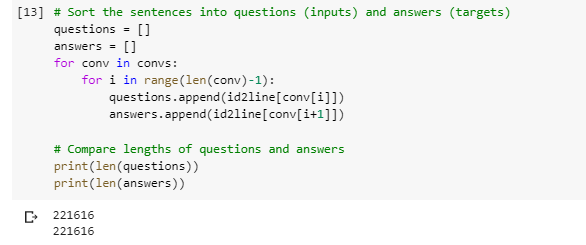 [13] # Sort the sentences into questions (inputs) and answers (targets)
questions = []
answers = []
for conv in convs:
    for i in range(len(conv)-1):
        questions.append(id2line[conv[i]])
        answers.append(id2line[conv[i+1]])

# Compare lengths of questions and answers
print(len(questions))
print(len(answers))
221616
221616